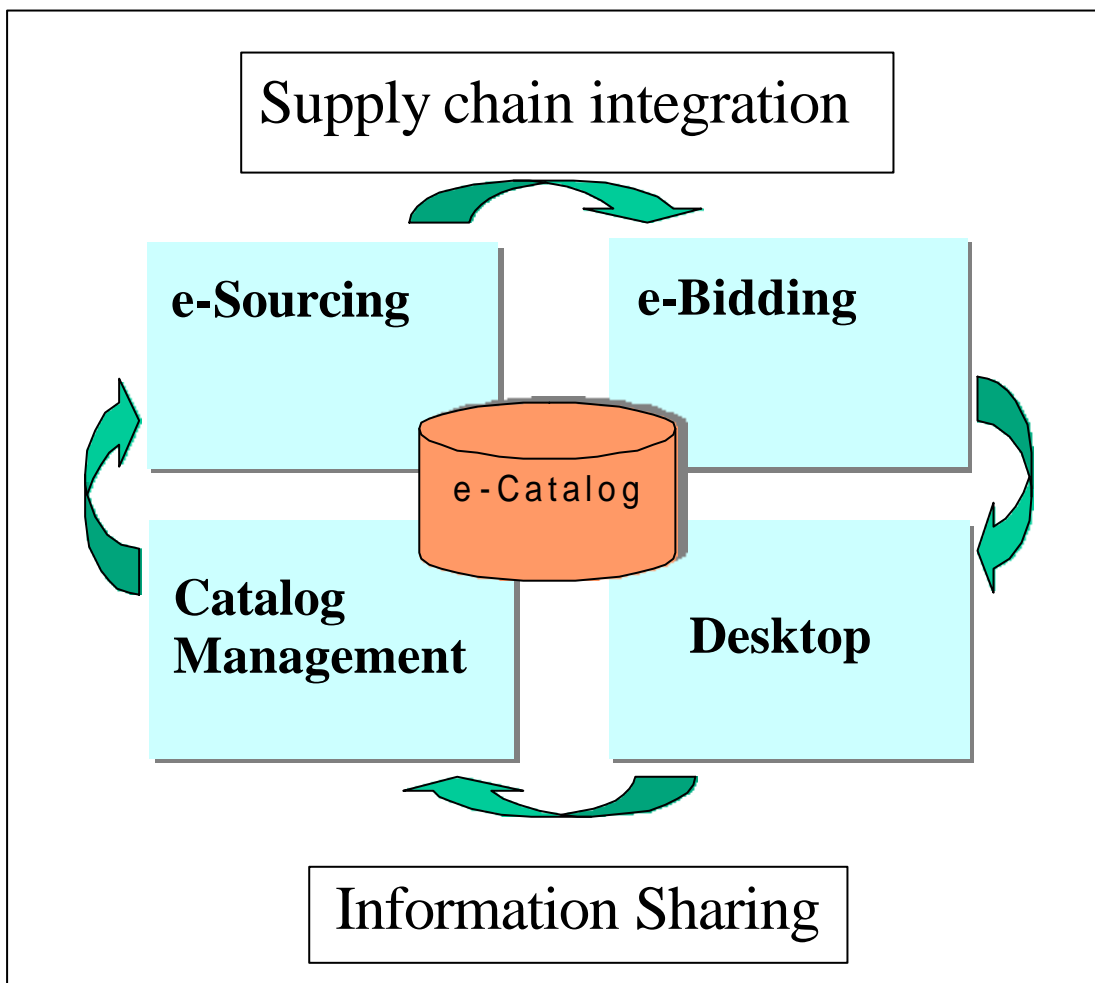 Supply chain integration
e-Sourcing
e-Bidding
e-Catalog
Catalog
Management
Desktop
Information Sharing